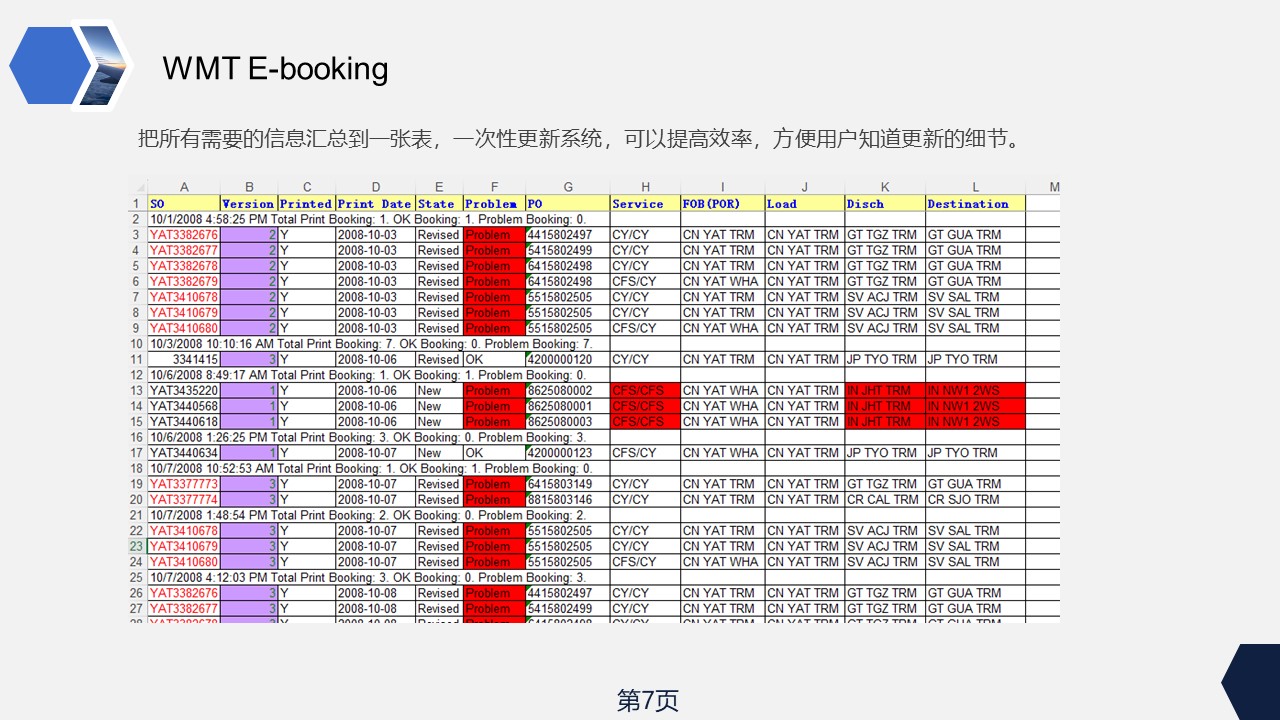 WMT E-booking
把所有需要的信息汇总到一张表，一次性更新系统，可以提高效率，方便用户知道更新的细节。
A B C D E F G H I J K L M
1 SO Version Printed Print Date State Problem PO Service FOB(POR) Load Disch Destination
2 10/1/2008 4:58:25 PM Total Print Booking: 1. OK Booking: 1. Problem Booking: 0.
3 YAT3382676 2 Y 2008-10-03 Revised Problem 4415802497 CY/CY CN YAT TRM CN YAT TRM GT TGZ TRM GT GUA TRM
4 YAT3382677 2 Y 2008-10-03 Revised Problem 5415802499 CY/CY CN YAT TRM CN YAT TRM GT TGZ TRM GT GUA TRM
5 YAT3382678 2 Y 2008-10-03 Revised Problem 6415802498 CY/CY CN YAT TRM CN YAT TRM GT TGZ TRM GT GUA TRM
6 YAT3382679 2 Y 2008-10-03 Revised Problem 6415802498 CFS/CY CN YAT WHA CN YAT TRM GT TGZ TRM GT GUA TRM
7 YAT3410678 2 Y 2008-10-03 Revised Problem 5515802505 CY/CY CN YAT TRM CN YAT TRM SV ACJ TRM SV SAL TRM
8 YAT3410679 2 Y 2008-10-03 Revised Problem 5515802505 CY/CY CN YAT TRM CN YAT TRM SV ACJ TRM SV SAL TRM
9 YAT3410680 2 Y 2008-10-03 Revised Problem 5515802505 CFS/CY CN YAT WHA CN YAT TRM SV ACJ TRM SV SAL TRM
10 10/3/2008 10:10:16 AM Total Print Booking: 7. OK Booking: 0. Problem Booking: 7.
11 3341415 3 Y 2008-10-06 Revised OK 4200000120 CY/CY CN YAT TRM CN YAT TRM JP TYO TRM JP TYO TRM
12 10/6/2008 8:49:17 AM Total Print Booking: 1. OK Booking: 1. Problem Booking: 0.
13 YAT3435220 1 Y 2008-10-06 New Problem 8625080002 CFS/CFS CN YAT WHA CN YAT TRM IN JHT TRM IN NW1 2WS
14 YAT3440568 1 Y 2008-10-06 New Problem 8625080001 CFS/CFS CN YAT WHA CN YAT TRM IN JHT TRM IN NW1 2WS
15 YAT3440618 1 Y 2008-10-06 New Problem 8625080003 CFS/CFS CN YAT WHA CN YAT TRM IN JHT TRM IN NW1 2WS
16 10/6/2008 1:26:25 PM Total Print Booking: 3. OK Booking: 0. Problem Booking: 3.
17 YAT3440634 1 Y 2008-10-07 New OK 4200000123 CFS/CY CN YAT WHA CN YAT TRM JP TYO TRM JP TYO TRM
18 10/7/2008 10:52:53 AM Total Print Booking: 1. OK Booking: 1. Problem Booking: 0.
19 YAT3377773 3 Y 2008-10-07 Revised Problem 6415803149 CY/CY CN YAT TRM CN YAT TRM GT TGZ TRM GT GUA TRM
20 YAT3377774 3 Y 2008-10-07 Revised Problem 8815803146 CY/CY CN YAT TRM CN YAT TRM CR CAL TRM CR SJO TRM
21 10/7/2008 1:48:54 PM Total Print Booking: 2. OK Booking: 0. Problem Booking: 2.
22 YAT3410678 3 Y 2008-10-07 Revised Problem 5515802505 CY/CY CN YAT TRM CN YAT TRM SV ACJ TRM SV SAL TRM
23 YAT3410679 3 Y 2008-10-07 Revised Problem 5515802505 CY/CY CN YAT TRM CN YAT TRM SV ACJ TRM SV SAL TRM
24 YAT3410680 3 Y 2008-10-07 Revised Problem 5515802505 CFS/CY CN YAT WHA CN YAT TRM SV ACJ TRM SV SAL TRM
25 10/7/2008 4:12:03 PM Total Print Booking: 3. OK Booking: 0. Problem Booking: 3.
26 YAT3382676 3 Y 2008-10-08 Revised Problem 4415802497 CY/CY CN YAT TRM CN YAT TRM GT TGZ TRM GT GUA TRM
27 YAT3382677 3 Y 2008-10-08 Revised Problem 5415802499 CY/CY CN YAT TRM CN YAT TRM GT TGZ TRM GT GUA TRM
第7页